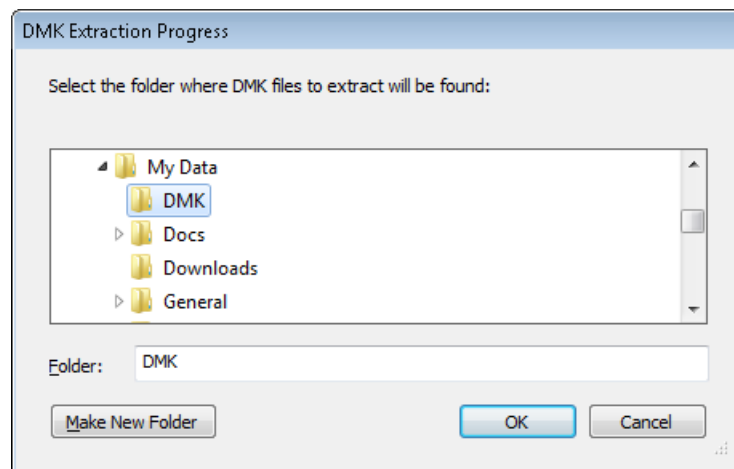 DMK Extraction Progress
Select the folder where DMK files to extract will be found:
My Data
DMK
Docs
Downloads
General
Folder: DMK
Make New Folder OK Cancel